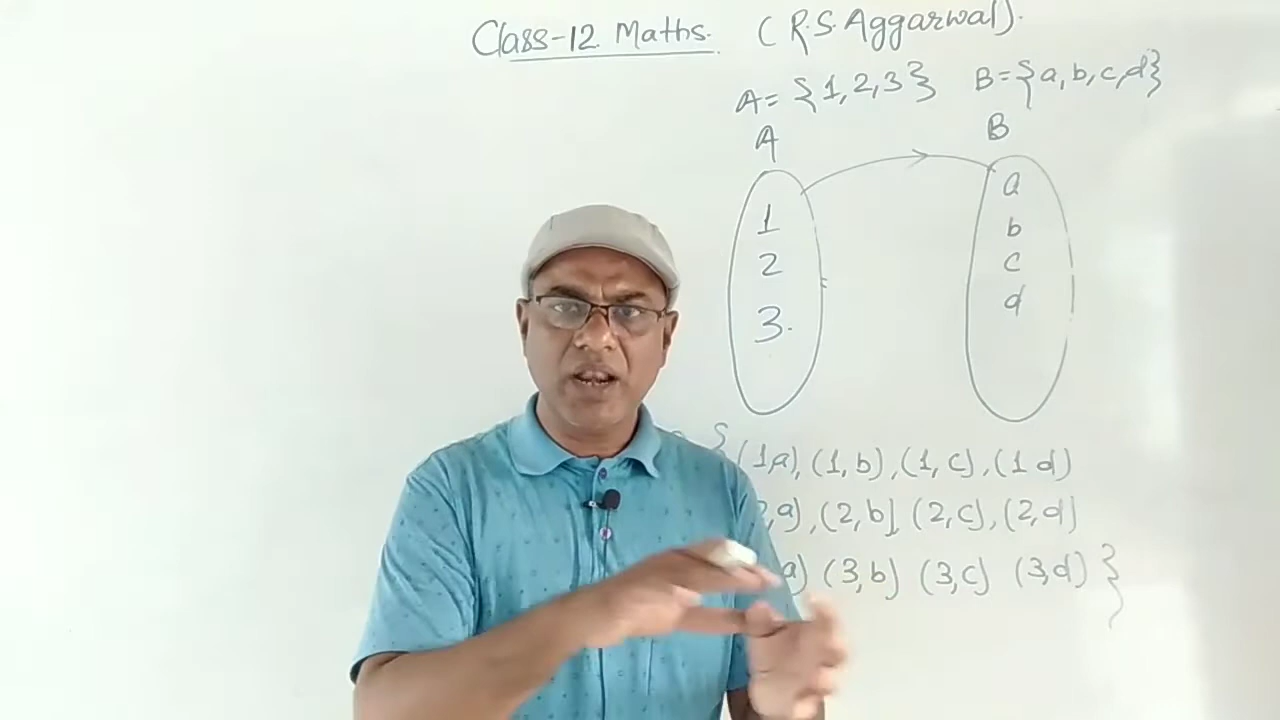 Class-12 Maths. (R.S. Aggarwal).
A = {1, 2, 3} B = {a, b, c, d}
A B
1 a
2 b
3. c
d
{(1,a), (1, b), (1, c), (1 d)
,a), (2, b], (2, c), (2, d)
a) (3, b) (3, c) (3, d) }